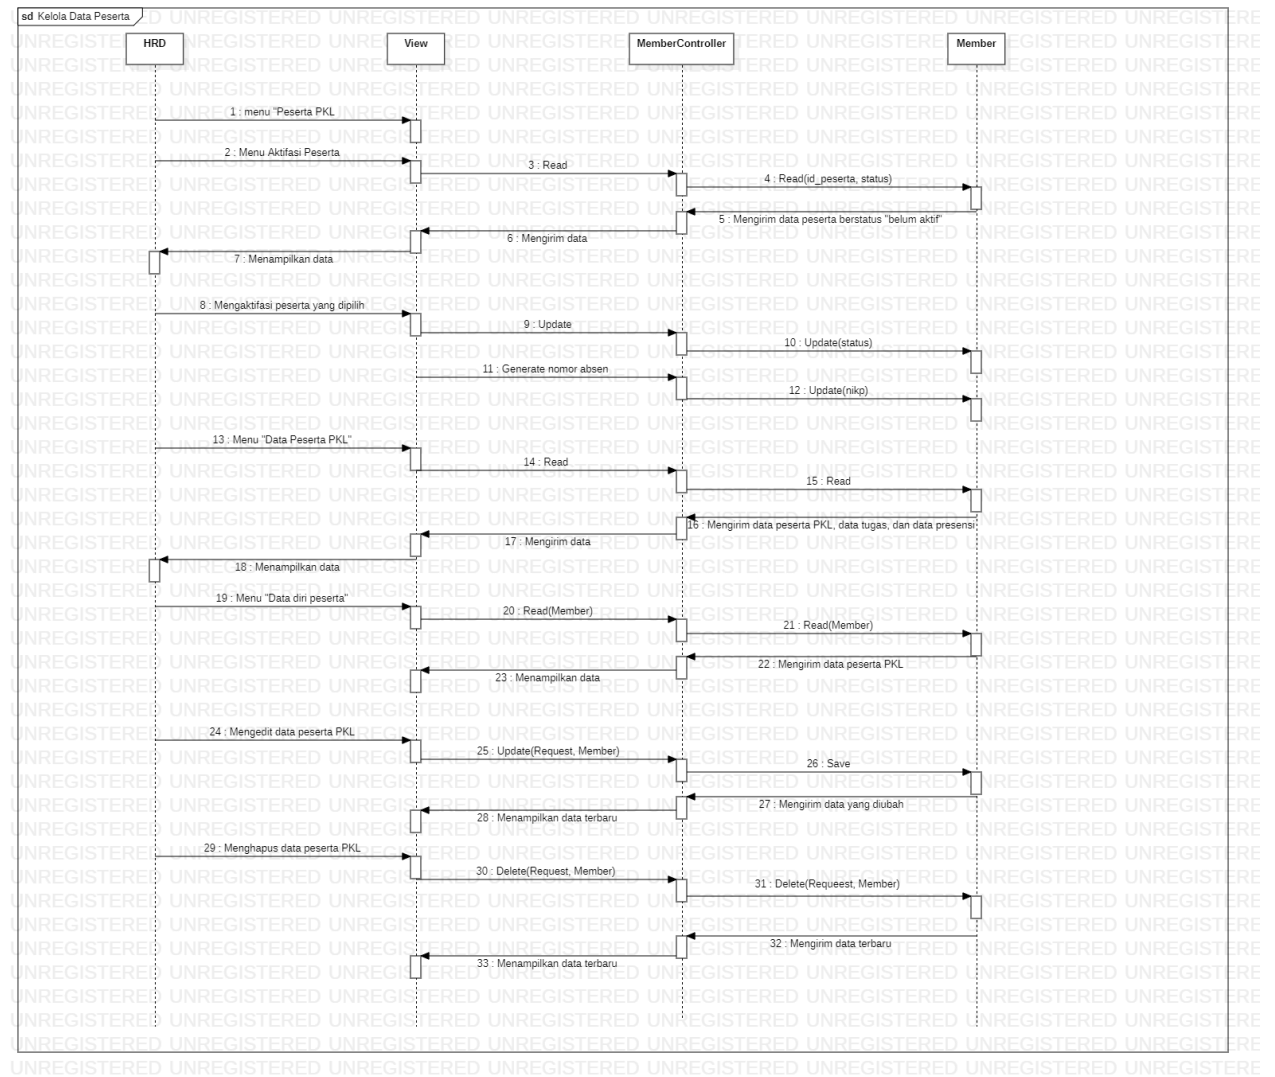 sd Kelola Data Peserta
HRD
View
MemberController
Member
1 : menu "Peserta PKL
2 : Menu Aktifasi Peserta
3 : Read
4 : Read(id_peserta, status)
5 : Mengirim data peserta berstatus "belum aktif"
6 : Mengirim data
7 : Menampilkan data
8 : Mengaktifasi peserta yang dipilih
9 : Update
10 : Update(status)
11 : Generate nomor absen
12 : Update(nikp)
13 : Menu "Data Peserta PKL"
14 : Read
15 : Read
16 : Mengirim data peserta PKL, data tugas, dan data presensi
17 : Mengirim data
18 : Menampilkan data
19 : Menu "Data diri peserta"
20 : Read(Member)
21 : Read(Member)
22 : Mengirim data peserta PKL
23 : Menampilkan data
24 : Mengedit data peserta PKL
25 : Update(Request, Member)
26 : Save
27 : Mengirim data yang diubah
28 : Menampilkan data terbaru
29 : Menghapus data peserta PKL
30 : Delete(Request, Member)
31 : Delete(Requeest, Member)
32 : Mengirim data terbaru
33 : Menampilkan data terbaru
UNREGISTERED